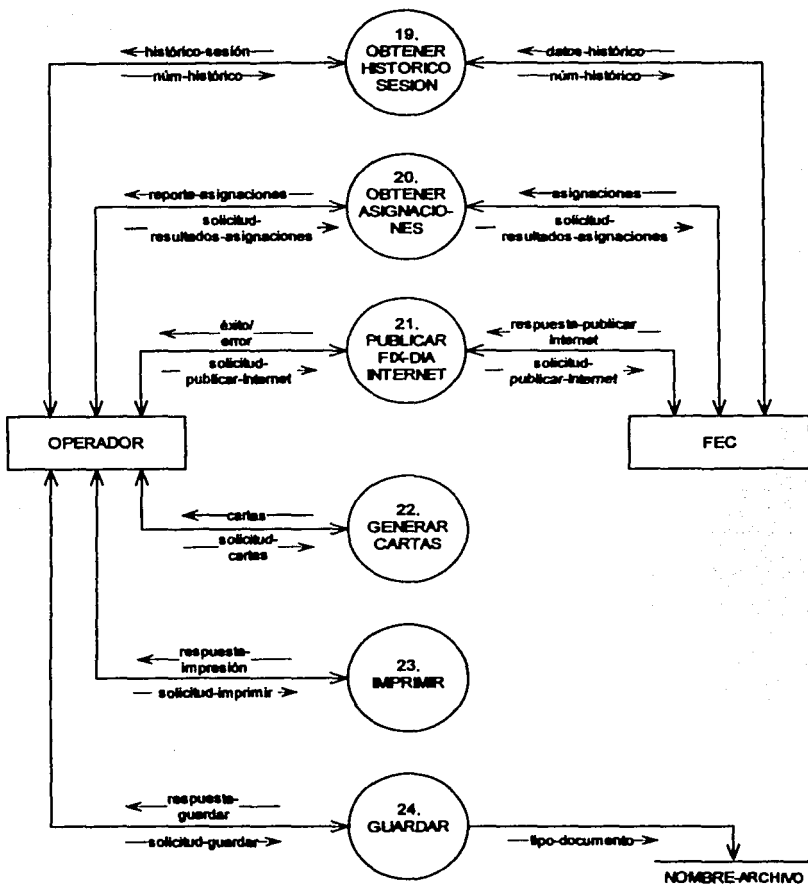 histórico-sesión
núm-histórico
19.
OBTENER
HISTORICO
SESION
datos-histórico
núm-histórico
reporte-asignaciones
solicitud-
resultados-asignaciones
20.
OBTENER
ASIGNACIO-
NES
asignaciones
solicitud-
resultados-asignaciones
éxito/
error
solicitud-
publicar-Internet
21.
PUBLICAR
FIX-DIA
INTERNET
respuesta-publicar
Internet
solicitud-
publicar-Internet
OPERADOR
FEC
cartas
solicitud-
cartas
22.
GENERAR
CARTAS
respuesta-
impresión
solicitud-imprimir
23.
IMPRIMIR
respuesta-
guardar
solicitud-guardar
24.
GUARDAR
tipo-documento
NOMBRE-ARCHIVO